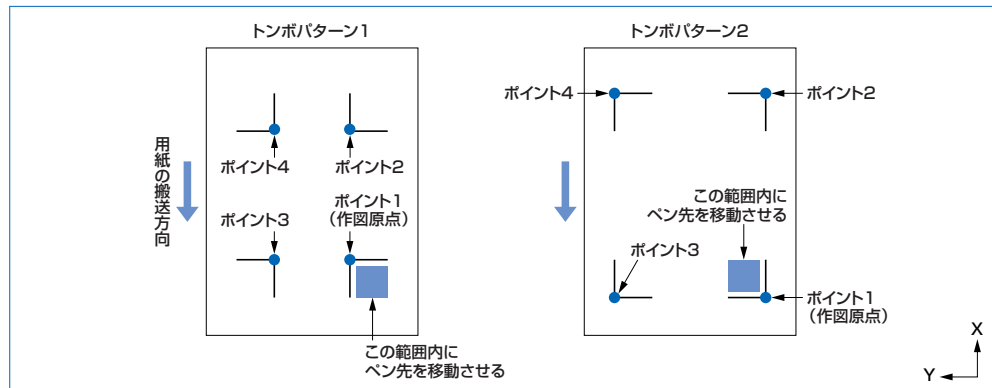 トンボパターン1
ポイント4
ポイント2
用紙の搬送方向
ポイント3
ポイント1
（作図原点）
この範囲内に
ペン先を移動させる
トンボパターン2
ポイント4
ポイント2
この範囲内に
ペン先を移動させる
ポイント3
ポイント1
（作図原点）
X
Y